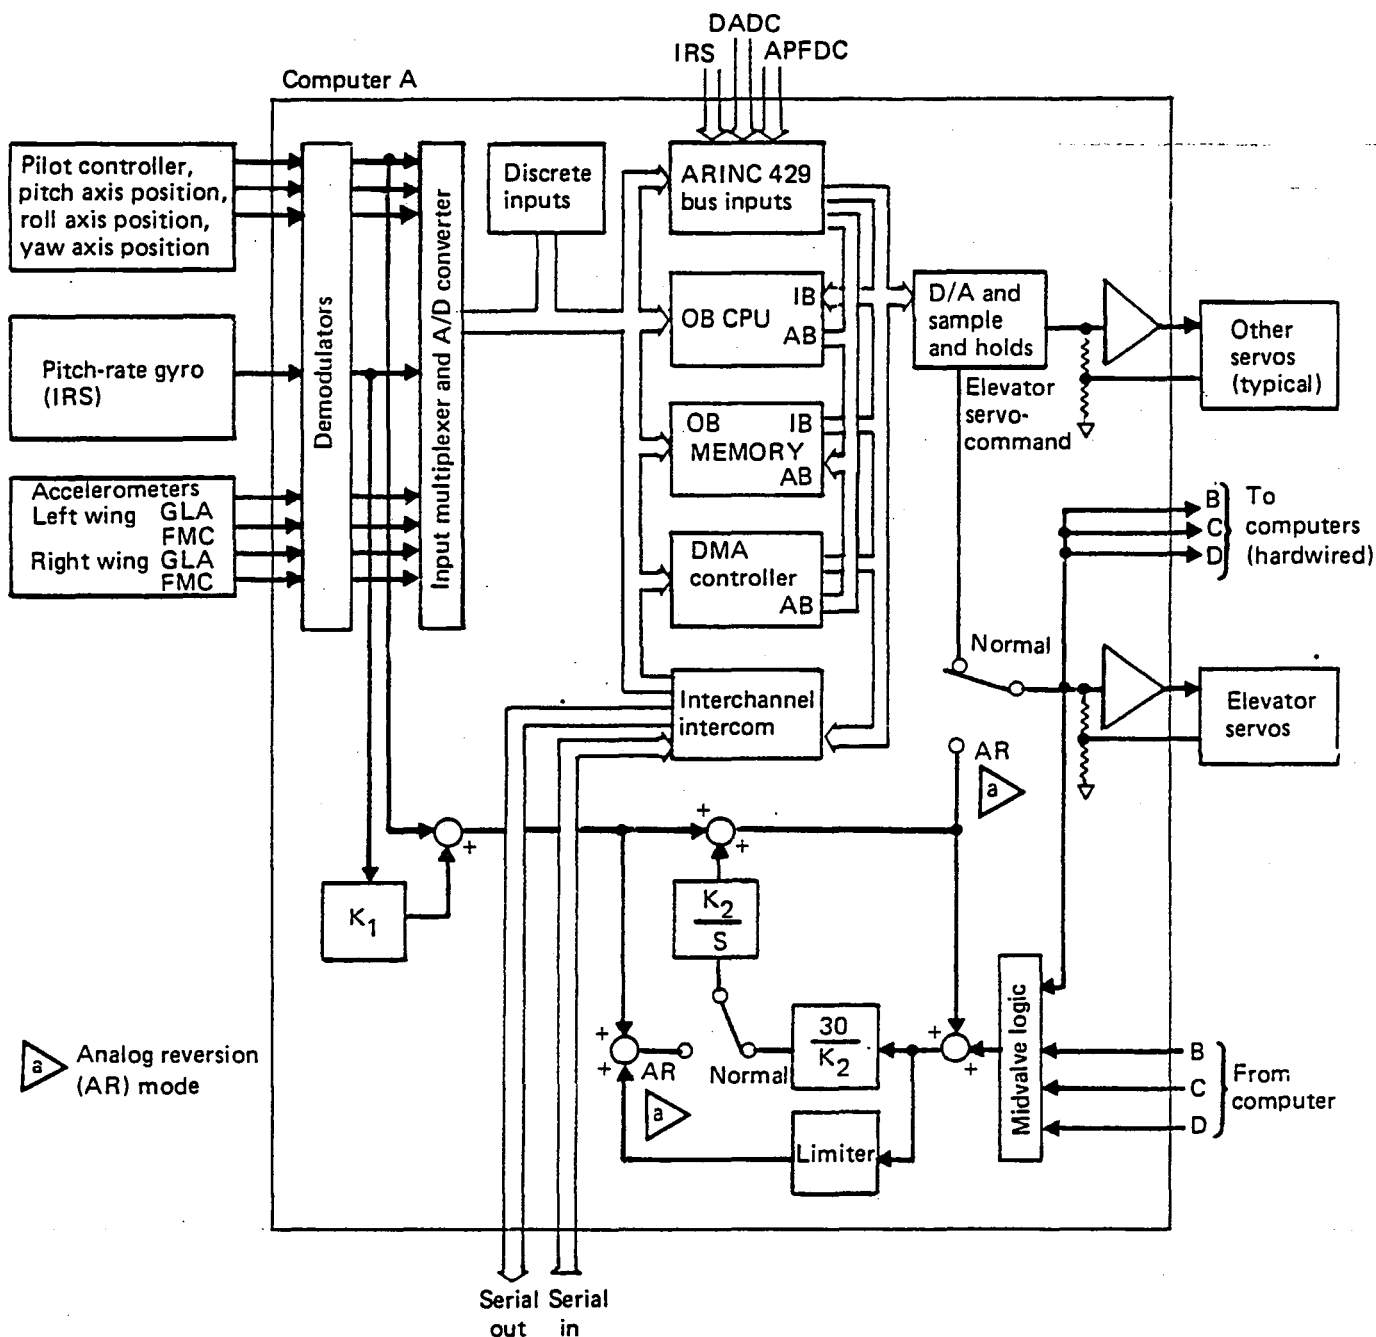 DADC
IRS
APFDC
Computer A
Pilot controller,
pitch axis position,
roll axis position,
yaw axis position
Pitch-rate gyro
(IRS)
Accelerometers
Left wing GLA
FMC
Right wing GLA
FMC
Demodulators
Input multiplexer and A/D converter
Discrete
inputs
ARINC 429
bus inputs
OB CPU
IB
AB
OB
MEMORY
IB
AB
DMA
controller
AB
Interchannel
intercom
D/A and
sample
and holds
Elevator
servo-
command
Other
servos
(typical)
B
C
D
To
computers
(hardwired)
Normal
Elevator
servos
AR
a
+
+
+
K1
K2
S
30
K2
+
+
+
+
AR
a
Normal
Limiter
Midvalve logic
B
C
D
From
computer
a
Analog reversion
(AR) mode
Serial
out
Serial
in